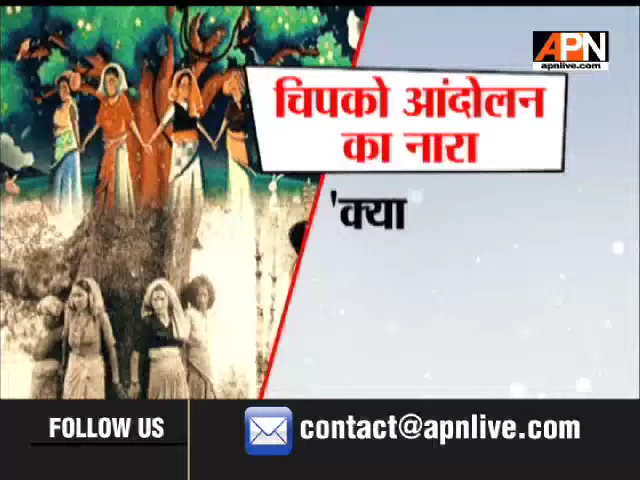 APN
apnlive.com
चिपको आंदोलन
का नारा
'क्या
FOLLOW US
contact@apnlive.com